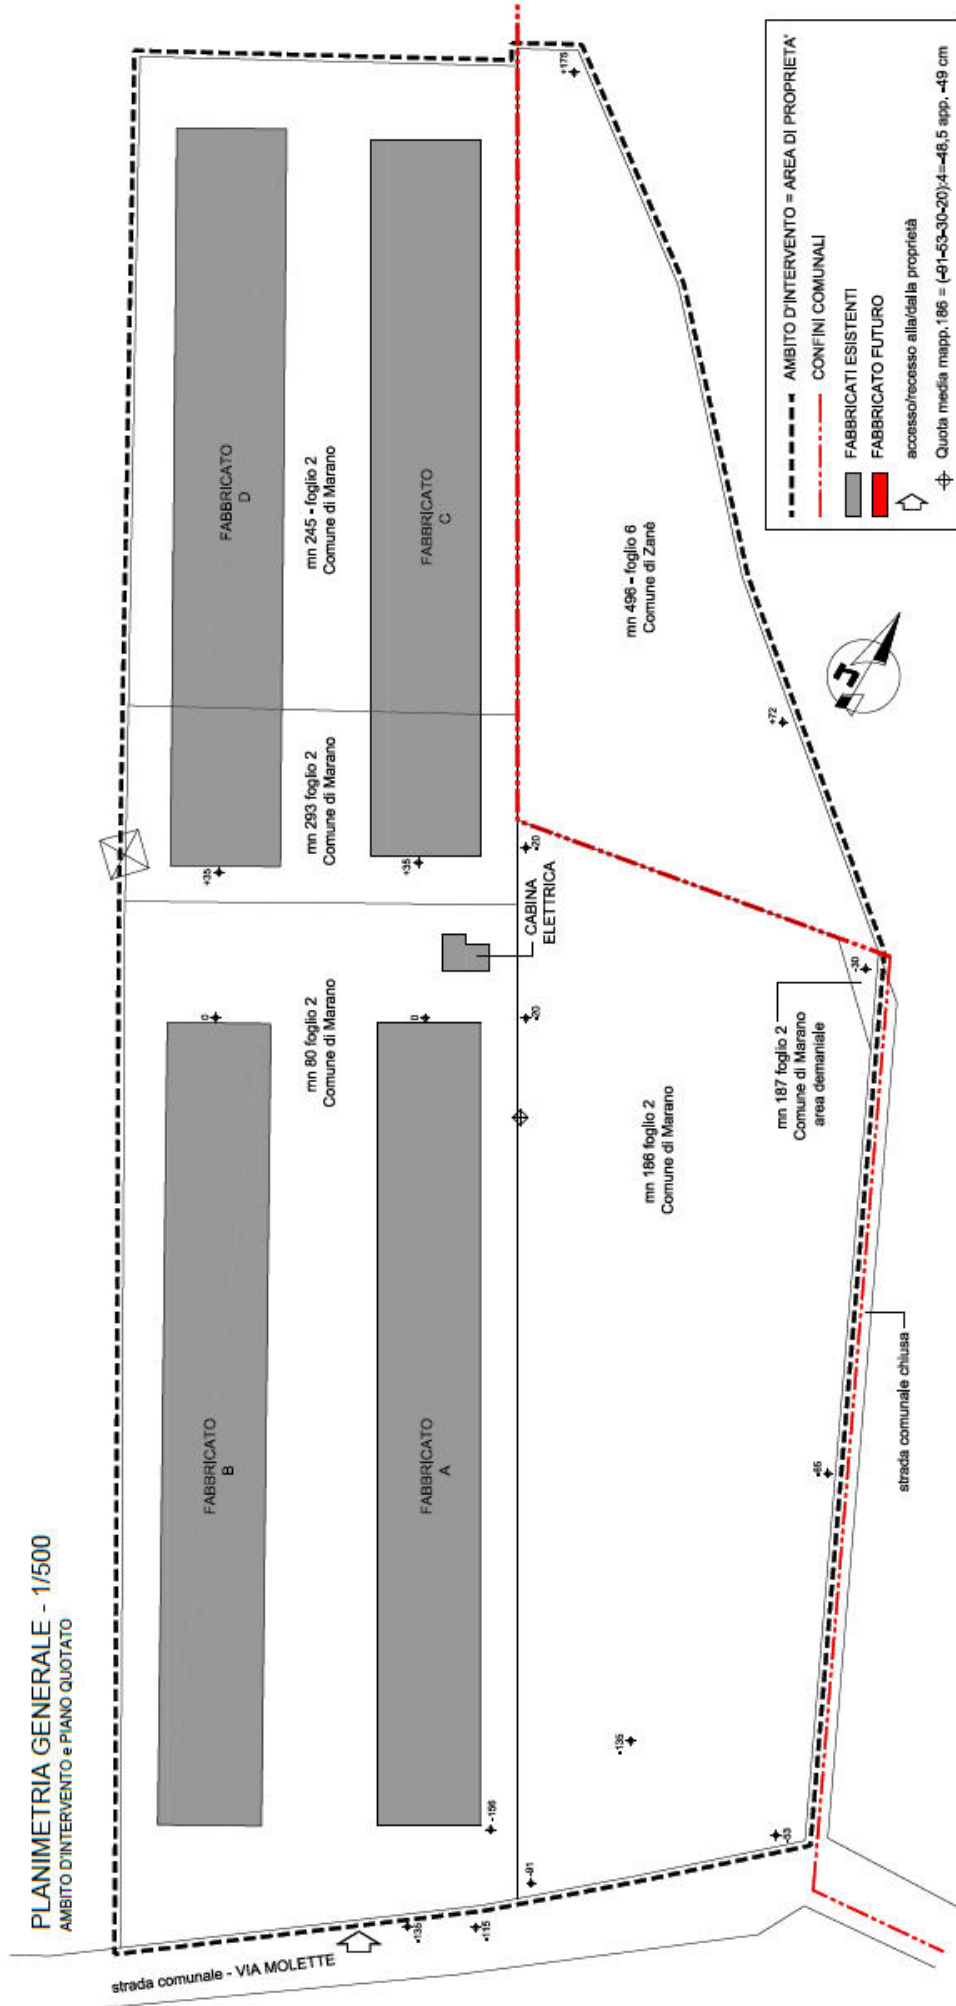 PLANIMETRIA GENERALE - 1/500
AMBITO D'INTERVENTO e PIANO QUOTATO
strada comunale - VIA MOLETTE
FABBRICATO
B
FABBRICATO
D
FABBRICATO
A
FABBRICATO
C
mn 80 foglio 2
Comune di Marano
mn 293 foglio 2
Comune di Marano
mn 245 - foglio 2
Comune di Marano
CABINA
ELETTRICA
mn 186 foglio 2
Comune di Marano
mn 496 - foglio 6
Comune di Zanè
mn 187 foglio 2
Comune di Marano
area demaniale
strada comunale chiusa
0
+35
0
+35
-156
-135
-115
-91
-20
-20
-135
-53
-65
-30
+72
+175
AMBITO D'INTERVENTO = AREA DI PROPRIETA'
CONFINI COMUNALI
FABBRICATI ESISTENTI
FABBRICATO FUTURO
accesso/recesso alla/dalla proprietà
Quota media mapp.186 = (-91-53-30-20):4=-48,5 app. -49 cm